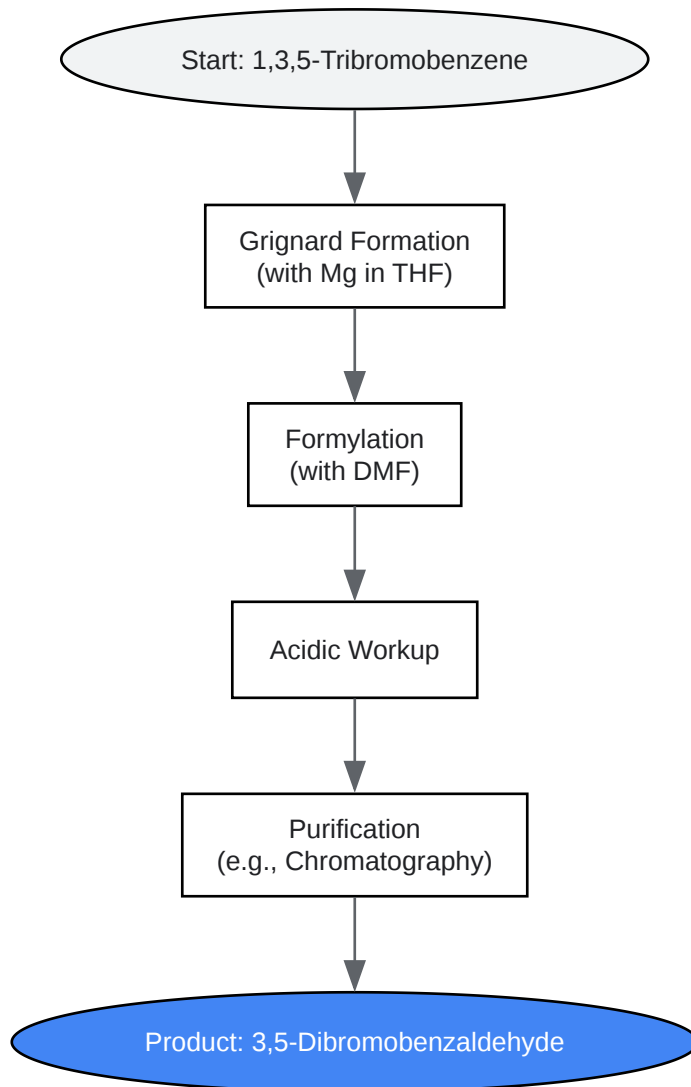 Start: 1,3,5-Tribromobenzene
Grignard Formation
(with Mg in THF)
Formylation
(with DMF)
Acidic Workup
Purification
(e.g., Chromatography)
Product: 3,5-Dibromobenzaldehyde